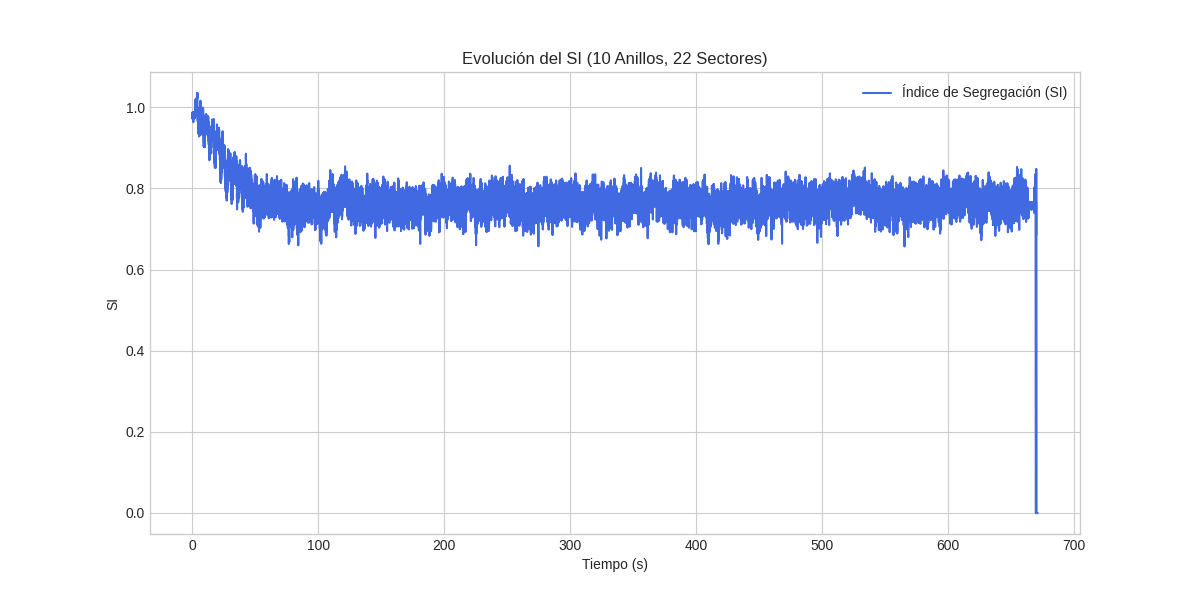 Evolución del SI (10 Anillos, 22 Sectores)
Índice de Segregación (SI)
1.0
0.8
0.6
0.4
0.2
0.0
SI
0 100 200 300 400 500 600 700
Tiempo (s)